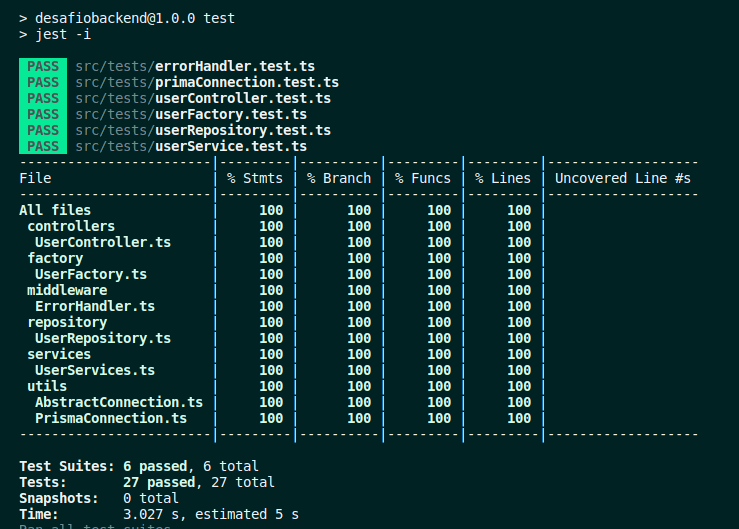 > desafiobackend@1.0.0 test
> jest -i
PASS src/tests/errorHandler.test.ts
PASS src/tests/primaConnection.test.ts
PASS src/tests/userController.test.ts
PASS src/tests/userFactory.test.ts
PASS src/tests/userRepository.test.ts
PASS src/tests/userService.test.ts
------------------------|---------|----------|---------|---------|-------------------
File                    | % Stmts | % Branch | % Funcs | % Lines | Uncovered Line #s
------------------------|---------|----------|---------|---------|-------------------
All files               |     100 |      100 |     100 |     100 |
 controllers            |     100 |      100 |     100 |     100 |
  UserController.ts     |     100 |      100 |     100 |     100 |
 factory                |     100 |      100 |     100 |     100 |
  UserFactory.ts        |     100 |      100 |     100 |     100 |
 middleware             |     100 |      100 |     100 |     100 |
  ErrorHandler.ts       |     100 |      100 |     100 |     100 |
 repository             |     100 |      100 |     100 |     100 |
  UserRepository.ts     |     100 |      100 |     100 |     100 |
 services               |     100 |      100 |     100 |     100 |
  UserServices.ts       |     100 |      100 |     100 |     100 |
 utils                  |     100 |      100 |     100 |     100 |
  AbstractConnection.ts |     100 |      100 |     100 |     100 |
  PrismaConnection.ts   |     100 |      100 |     100 |     100 |
------------------------|---------|----------|---------|---------|-------------------
Test Suites: 6 passed, 6 total
Tests:       27 passed, 27 total
Snapshots:   0 total
Time:        3.027 s, estimated 5 s
Ran all test suites